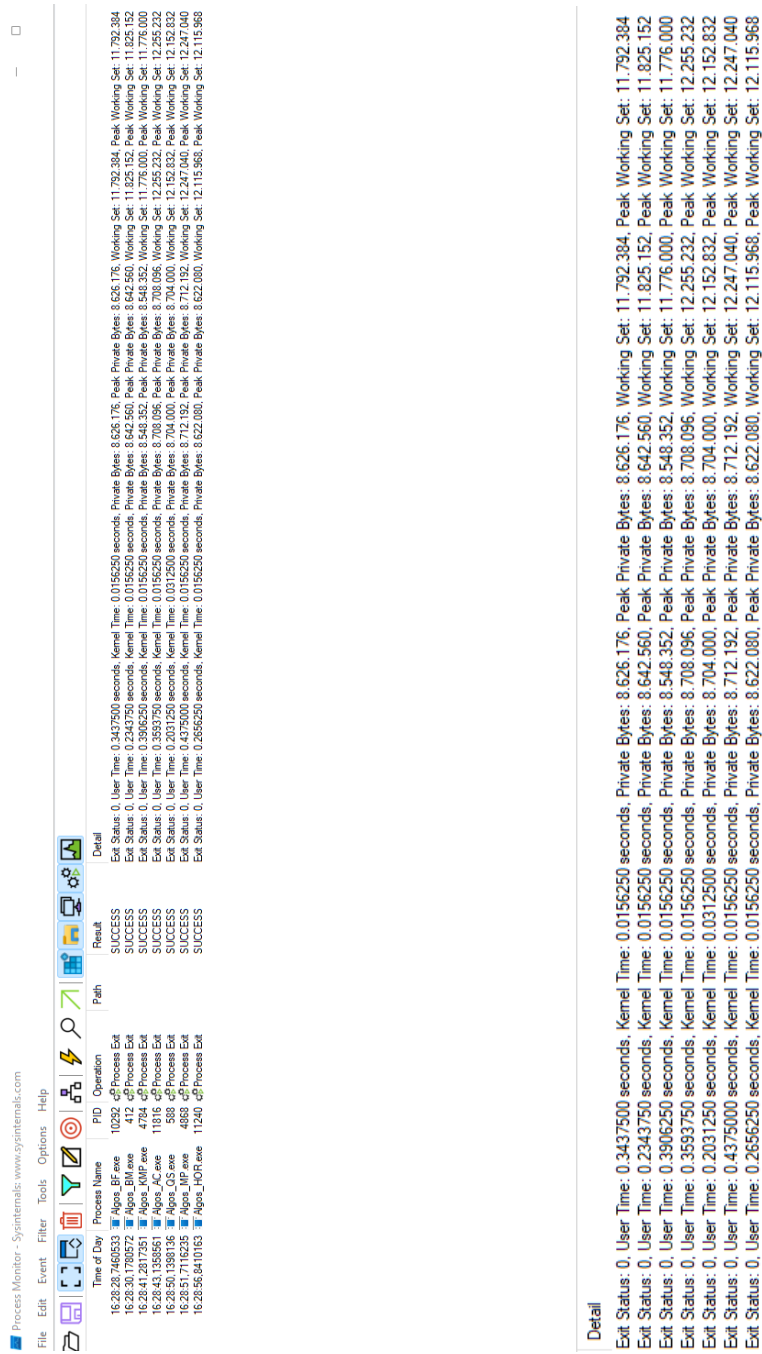 Process Monitor - Sysinternals: www.sysinternals.com
File Edit Event Filter Tools Options Help
Time of Day Process Name PID Operation Path Result Detail
16:28:28,7460533 Algos_BF.exe 10292 Process Exit SUCCESS Exit Status: 0, User Time: 0.3437500 seconds, Kernel Time: 0.0156250 seconds, Private Bytes: 8.626.176, Peak Private Bytes: 8.626.176, Working Set: 11.792.384, Peak Working Set: 11.792.384
16:28:30,1780572 Algos_BM.exe 412 Process Exit SUCCESS Exit Status: 0, User Time: 0.2343750 seconds, Kernel Time: 0.0156250 seconds, Private Bytes: 8.642.560, Peak Private Bytes: 8.642.560, Working Set: 11.825.152, Peak Working Set: 11.825.152
16:28:41,2817351 Algos_KMP.exe 4784 Process Exit SUCCESS Exit Status: 0, User Time: 0.3906250 seconds, Kernel Time: 0.0156250 seconds, Private Bytes: 8.548.352, Peak Private Bytes: 8.548.352, Working Set: 11.776.000, Peak Working Set: 11.776.000
16:28:43,1358561 Algos_AC.exe 11816 Process Exit SUCCESS Exit Status: 0, User Time: 0.3593750 seconds, Kernel Time: 0.0156250 seconds, Private Bytes: 8.708.096, Peak Private Bytes: 8.708.096, Working Set: 12.255.232, Peak Working Set: 12.255.232
16:28:50,1398136 Algos_QS.exe 588 Process Exit SUCCESS Exit Status: 0, User Time: 0.2031250 seconds, Kernel Time: 0.0312500 seconds, Private Bytes: 8.704.000, Peak Private Bytes: 8.704.000, Working Set: 12.152.832, Peak Working Set: 12.152.832
16:28:51,7116235 Algos_MP.exe 4868 Process Exit SUCCESS Exit Status: 0, User Time: 0.4375000 seconds, Kernel Time: 0.0156250 seconds, Private Bytes: 8.712.192, Peak Private Bytes: 8.712.192, Working Set: 12.247.040, Peak Working Set: 12.247.040
16:28:56,8410163 Algos_HOR.exe 11240 Process Exit SUCCESS Exit Status: 0, User Time: 0.2656250 seconds, Kernel Time: 0.0156250 seconds, Private Bytes: 8.622.080, Peak Private Bytes: 8.622.080, Working Set: 12.115.968, Peak Working Set: 12.115.968
Detail
Exit Status: 0, User Time: 0.3437500 seconds, Kernel Time: 0.0156250 seconds, Private Bytes: 8.626.176, Peak Private Bytes: 8.626.176, Working Set: 11.792.384, Peak Working Set: 11.792.384
Exit Status: 0, User Time: 0.2343750 seconds, Kernel Time: 0.0156250 seconds, Private Bytes: 8.642.560, Peak Private Bytes: 8.642.560, Working Set: 11.825.152, Peak Working Set: 11.825.152
Exit Status: 0, User Time: 0.3906250 seconds, Kernel Time: 0.0156250 seconds, Private Bytes: 8.548.352, Peak Private Bytes: 8.548.352, Working Set: 11.776.000, Peak Working Set: 11.776.000
Exit Status: 0, User Time: 0.3593750 seconds, Kernel Time: 0.0156250 seconds, Private Bytes: 8.708.096, Peak Private Bytes: 8.708.096, Working Set: 12.255.232, Peak Working Set: 12.255.232
Exit Status: 0, User Time: 0.2031250 seconds, Kernel Time: 0.0312500 seconds, Private Bytes: 8.704.000, Peak Private Bytes: 8.704.000, Working Set: 12.152.832, Peak Working Set: 12.152.832
Exit Status: 0, User Time: 0.4375000 seconds, Kernel Time: 0.0156250 seconds, Private Bytes: 8.712.192, Peak Private Bytes: 8.712.192, Working Set: 12.247.040, Peak Working Set: 12.247.040
Exit Status: 0, User Time: 0.2656250 seconds, Kernel Time: 0.0156250 seconds, Private Bytes: 8.622.080, Peak Private Bytes: 8.622.080, Working Set: 12.115.968, Peak Working Set: 12.115.968